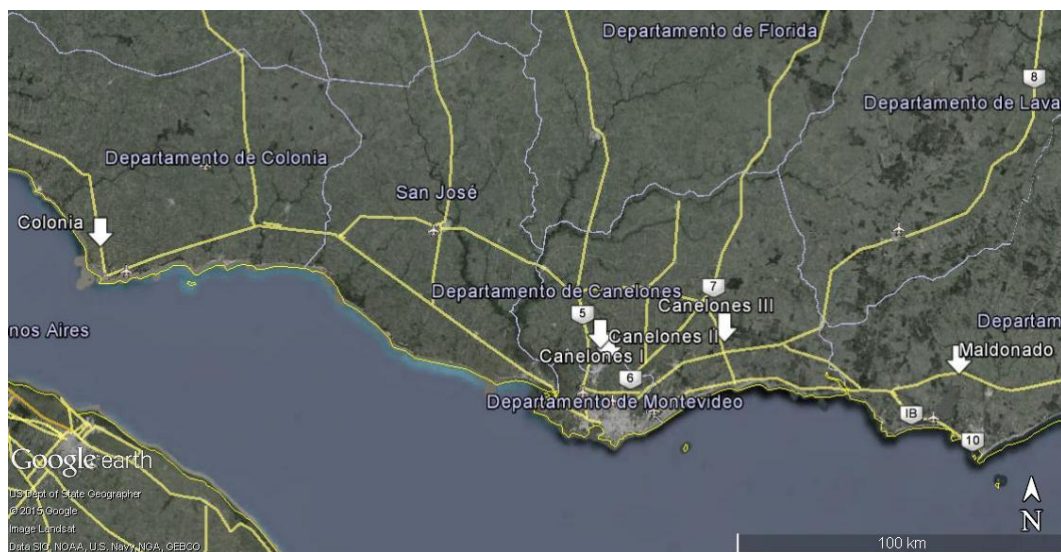 Departamento de Florida
8
Departamento de Lava
Departamento de Colonia
San José
Colonia
7
Departamento de Canelones
Canelones III
5
Departam
nos Aires
Canelones II
Canelones I
Maldonado
6
Departamento de Montevideo
IB
10
Google earth
US Dept of State Geographer
© 2015 Google
Image Landsat
Data SIO, NOAA, U.S. Navy, NGA, GEBCO
N
100 km